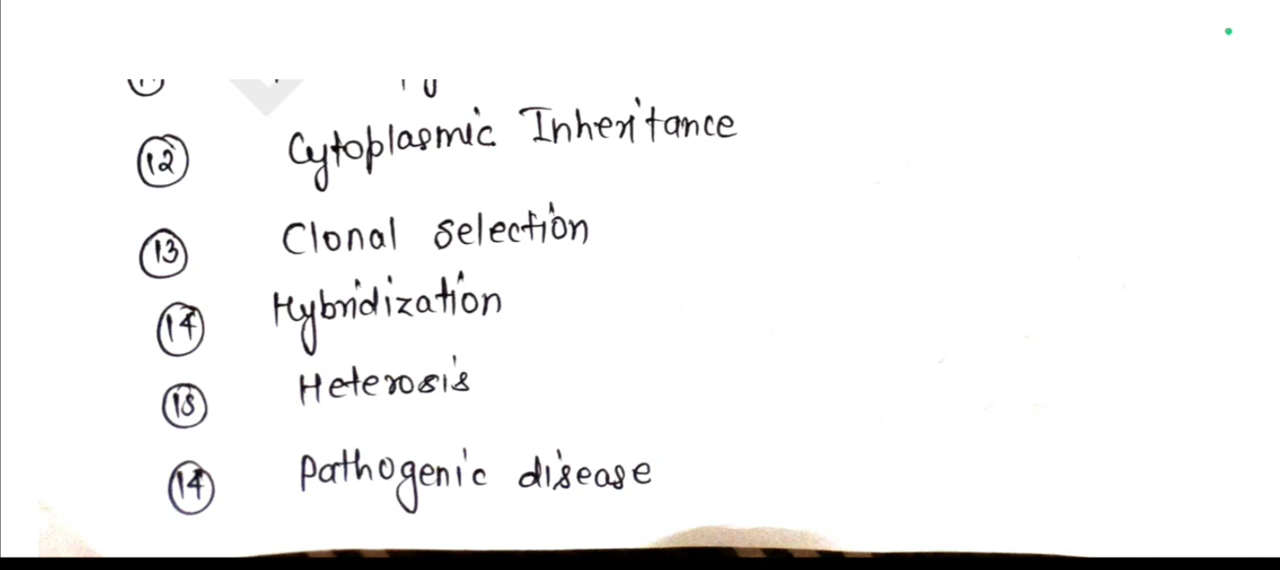 12 Cytoplasmic Inheritance
13 Clonal selection
14 Hybridization
15 Heterosis
14 Pathogenic disease